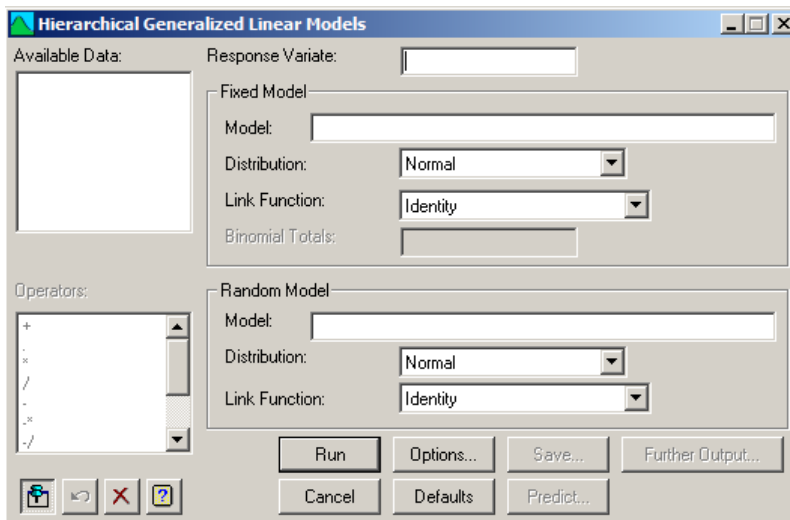 Hierarchical Generalized Linear Models
Available Data:
Response Variate:
Fixed Model
Model:
Distribution:
Normal
Link Function:
Identity
Binomial Totals:
Operators:
+
.
*
/
-
-*
-/
Random Model
Model:
Distribution:
Normal
Link Function:
Identity
Run
Options...
Save...
Further Output...
Cancel
Defaults
Predict...